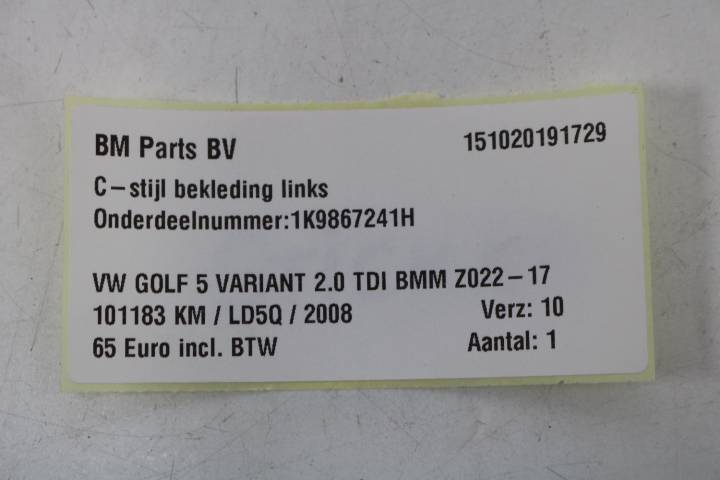 BM Parts BV 151020191729
C-stijl bekleding links
Onderdeelnummer:1K9867241H
VW GOLF 5 VARIANT 2.0 TDI BMM Z022-17
101183 KM / LD5Q / 2008 Verz: 10
65 Euro incl. BTW Aantal: 1